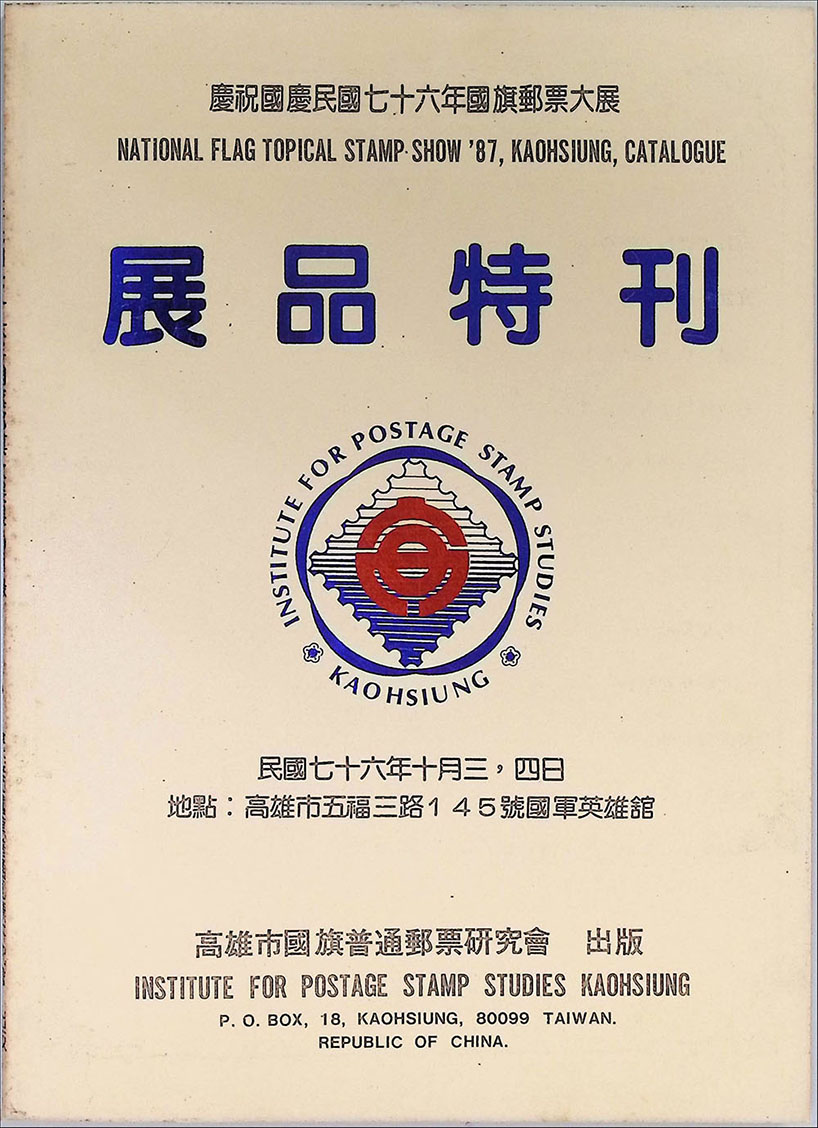 慶祝國慶民國七十六年國旗郵票大展
NATIONAL FLAG TOPICAL STAMP SHOW '87, KAOHSIUNG, CATALOGUE
展品特刊
INSTITUTE FOR POSTAGE STAMP STUDIES
KAOHSIUNG
民國七十六年十月三，四日
地點：高雄市五福三路145號國軍英雄舘
高雄市國旗普通郵票研究會 出版
INSTITUTE FOR POSTAGE STAMP STUDIES KAOHSIUNG
P. O. BOX, 18, KAOHSIUNG, 80099 TAIWAN.
REPUBLIC OF CHINA.